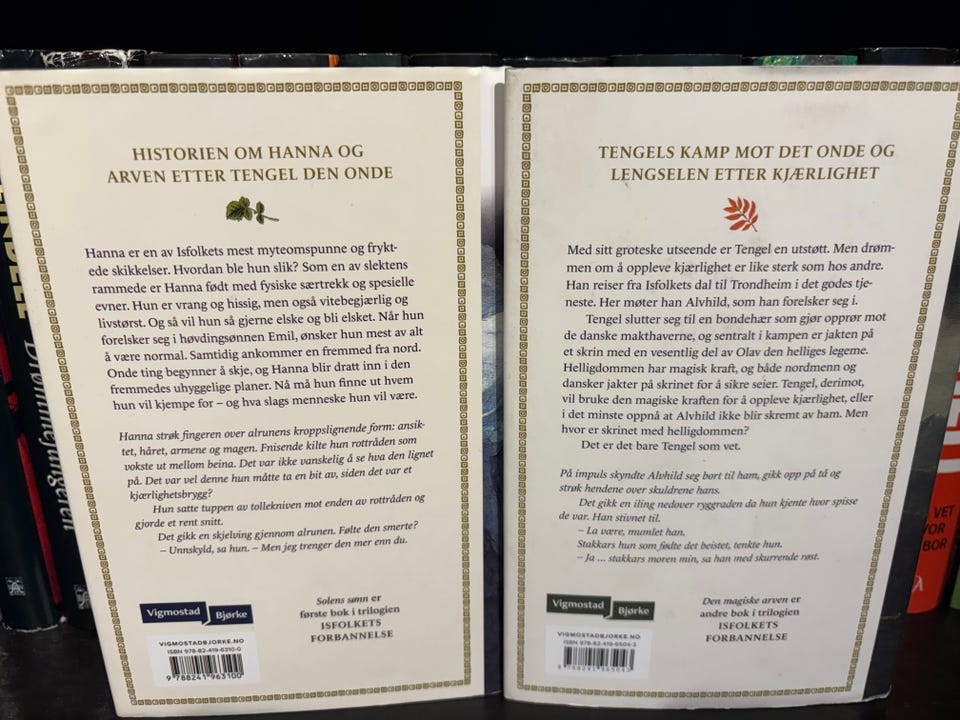 HISTORIEN OM HANNA OG
ARVEN ETTER TENGEL DEN ONDE
Hanna er en av Isfolkets mest myteomspunne og frykt-
ede skikkelser. Hvordan ble hun slik? Som en av slektens
rammede er Hanna født med fysiske særtrekk og spesielle
evner. Hun er vrang og hissig, men også vitebegjærlig og
livstørst. Og så vil hun så gjerne elske og bli elsket. Når hun
forelsker seg i høvdingsønnen Emil, ønsker hun mest av alt
å være normal. Samtidig ankommer en fremmed fra nord.
Onde ting begynner å skje, og Hanna blir dratt inn i den
fremmedes uhyggelige planer. Nå må hun finne ut hvem
hun vil kjempe for – og hva slags menneske hun vil være.
Hanna strøk fingeren over alrunens kroppslignende form: ansik-
tet, håret, armene og magen. Fnisende kilte hun rottråden som
vokste ut mellom beina. Det var ikke vanskelig å se hva den lignet
på. Det var vel denne hun måtte ta en bit av, siden det var et
kjærlighetsbrygg?
Hun satte tuppen av tollekniven mot enden av rottråden og
gjorde et rent snitt.
Det gikk en skjelving gjennom alrunen. Følte den smerte?
– Unnskyld, sa hun. – Men jeg trenger den mer enn du.
Vigmostad Bjørke
VIGMOSTADBJORKE.NO
ISBN 978-82-419-6310-0
9 788241 963100
Solens sønn er
første bok i trilogien
ISFOLKETS
FORBANNELSE
TENGELS KAMP MOT DET ONDE OG
LENGSELEN ETTER KJÆRLIGHET
Med sitt groteske utseende er Tengel en utstøtt. Men drøm-
men om å oppleve kjærlighet er like sterk som hos andre.
Han reiser fra Isfolkets dal til Trondheim i det godes tje-
neste. Her møter han Alvhild, som han forelsker seg i.
Tengel slutter seg til en bondehær som gjør opprør mot
de danske makthaverne, og sentralt i kampen er jakten på
et skrin med en vesentlig del av Olav den helliges legeme.
Helligdommen har magisk kraft, og både nordmenn og
dansker jakter på skrinet for å sikre seier. Tengel, derimot,
vil bruke den magiske kraften for å oppleve kjærlighet, eller
i det minste oppnå at Alvhild ikke blir skremt av ham. Men
hvor er skrinet med helligdommen?
Det er det bare Tengel som vet.
På impuls skyndte Alvhild seg bort til ham, gikk opp på tå og
strøk hendene over skuldrene hans.
Det gikk en iling nedover ryggraden da hun kjente hvor spisse
de var. Han stivnet til.
– La være, mumlet han.
Stakkars hun som fødte det beistet, tenkte hun.
– Ja ... stakkars moren min, sa han med skurrende røst.
Vigmostad Bjørke
VIGMOSTADBJORKE.NO
ISBN 978-82-419-6504-3
Den magiske arven er
andre bok i trilogien
ISFOLKETS
FORBANNELSE
VET
VOR
BOR